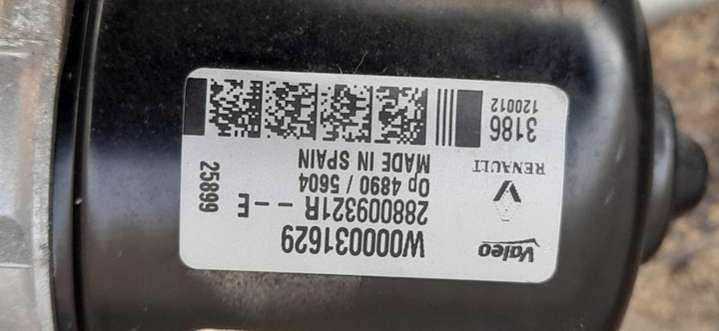 Valeo
W000031629
288009321R -- E
RENAULT
Op 4890 / 5604
MADE IN SPAIN
25899
3186
120012